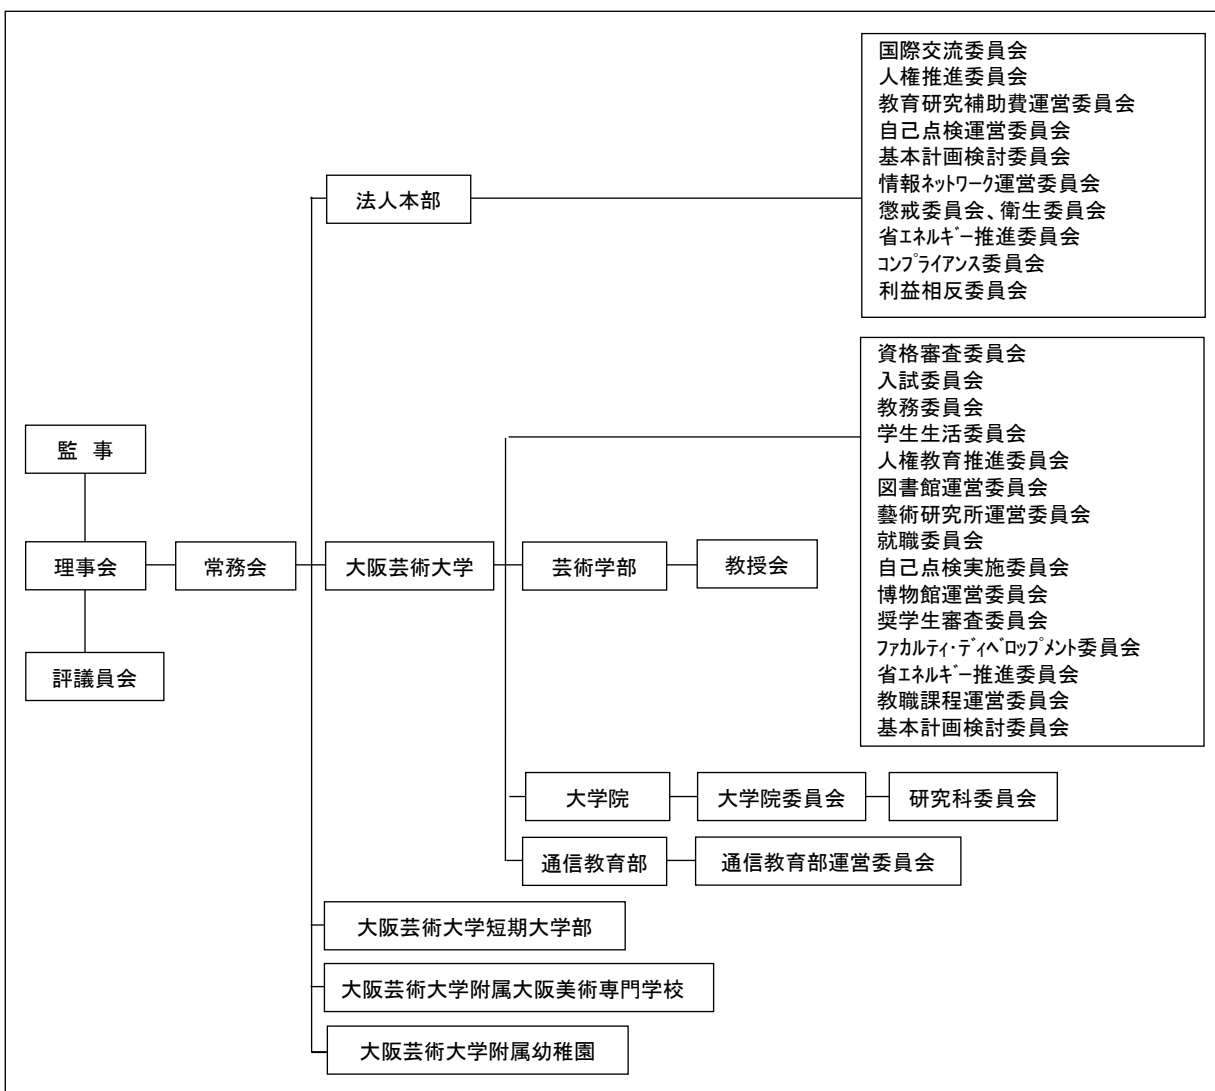 国際交流委員会
人権推進委員会
教育研究補助費運営委員会
自己点検運営委員会
基本計画検討委員会
情報ﾈｯﾄﾜｰｸ運営委員会
懲戒委員会、衛生委員会
省ｴﾈﾙｷﾞｰ推進委員会
ｺﾝﾌﾟﾗｲｱﾝｽ委員会
利益相反委員会
法人本部
資格審査委員会
入試委員会
教務委員会
学生生活委員会
人権教育推進委員会
図書館運営委員会
藝術研究所運営委員会
就職委員会
自己点検実施委員会
博物館運営委員会
奨学生審査委員会
ﾌｧｶﾙﾃｨ･ﾃﾞｨﾍﾞﾛｯﾌﾟﾒﾝﾄ委員会
省ｴﾈﾙｷﾞｰ推進委員会
教職課程運営委員会
基本計画検討委員会
監 事
理事会
常務会
大阪芸術大学
芸術学部
教授会
評議員会
大学院
大学院委員会
研究科委員会
通信教育部
通信教育部運営委員会
大阪芸術大学短期大学部
大阪芸術大学附属大阪美術専門学校
大阪芸術大学附属幼稚園